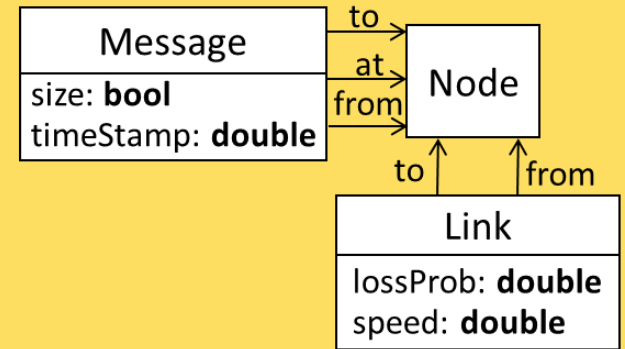 Message
size: bool
timeStamp: double
to
at
from
Node
to
from
Link
lossProb: double
speed: double